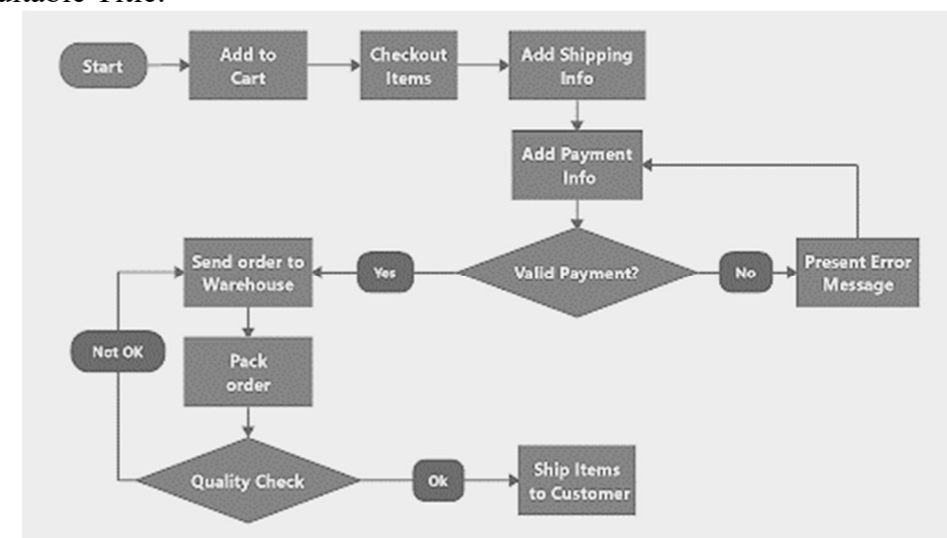 Title.
Start
Add to
Cart
Checkout
Items
Add Shipping
Info
Add Payment
Info
Send order to
Warehouse
Yes
Valid Payment?
No
Present Error
Message
Not OK
Pack
order
Quality Check
Ok
Ship Items
to Customer